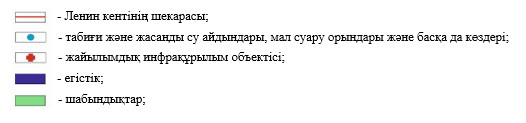 - Ленин кентінің шекарасы;
- табиғи және жасанды су айдындары, мал суару орындары және басқа да көздері;
- жайылымдық инфрақұрылым объектісі;
- егістік;
- шабындықтар;